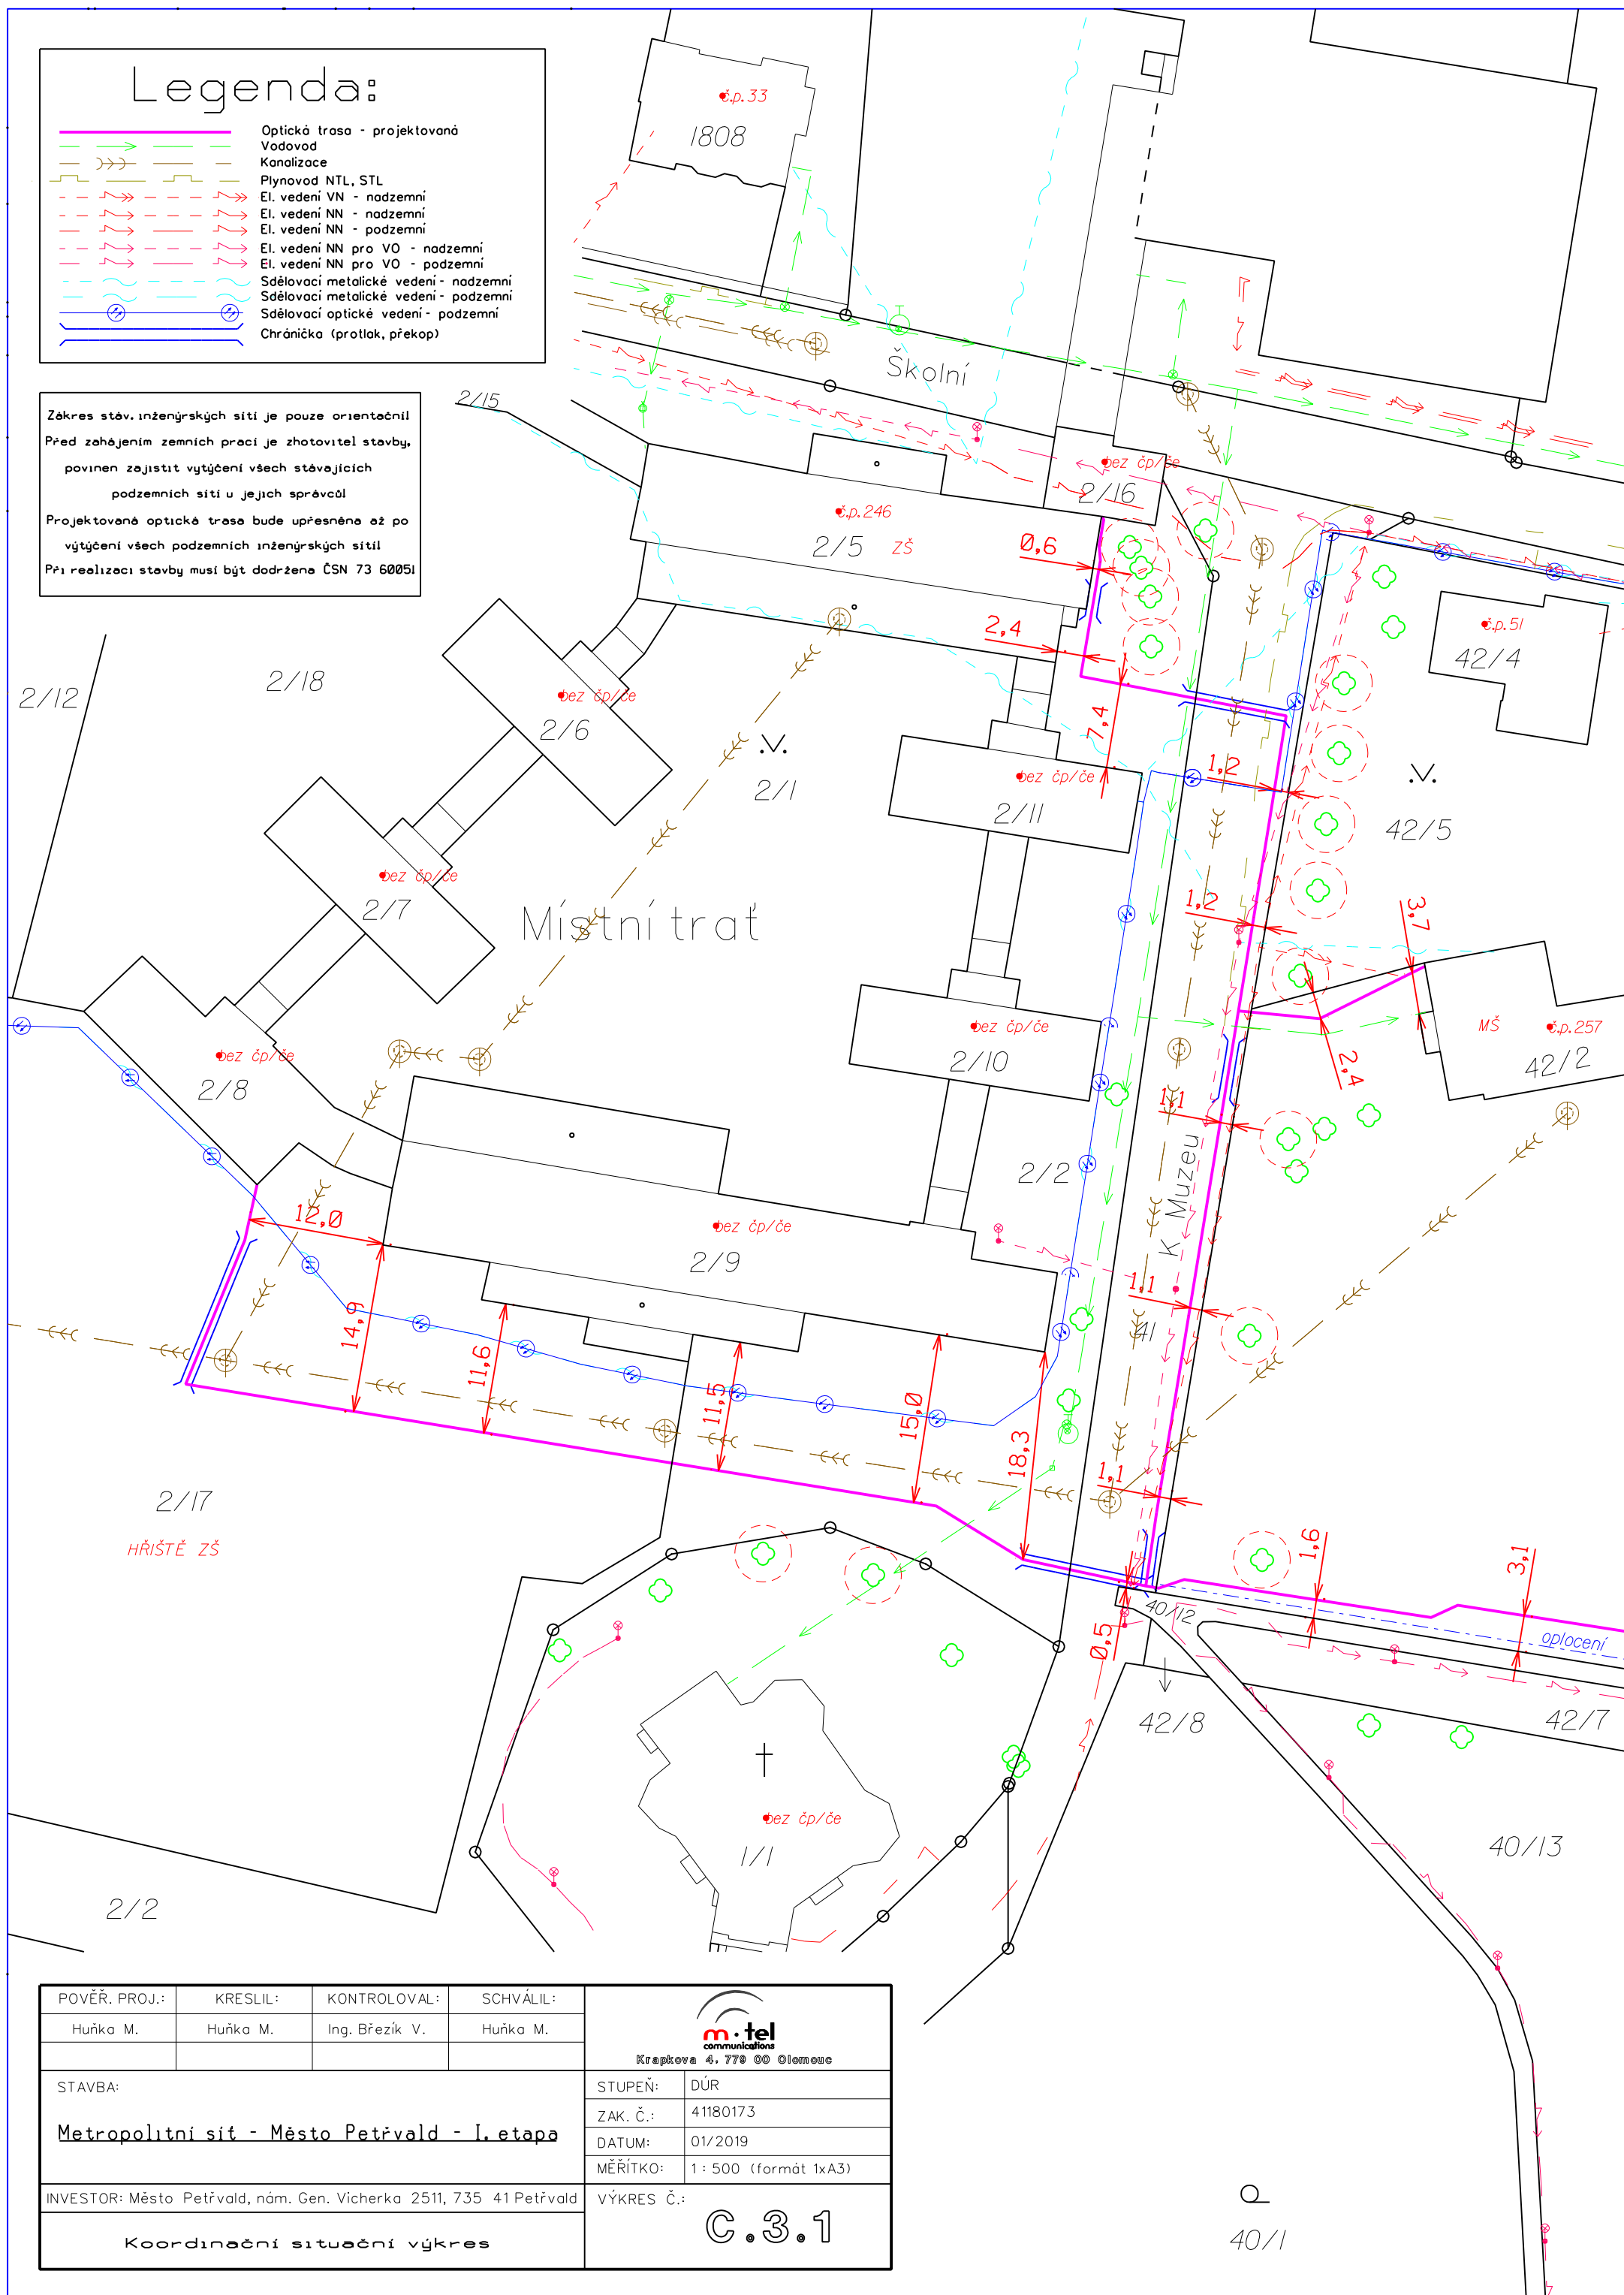 Legenda:
Optická trasa - projektovaná
Vodovod
Kanalizace
Plynovod NTL, STL
El. vedení VN - nadzemní
El. vedení NN - nadzemní
El. vedení NN - podzemní
El. vedení NN pro VO - nadzemní
El. vedení NN pro VO - podzemní
Sdělovací metalické vedení - nadzemní
Sdělovací metalické vedení - podzemní
Sdělovací optické vedení - podzemní
Chránička (protlak, překop)
Zákres stáv. inženýrských sítí je pouze orientační!
Před zahájením zemních prací je zhotovitel stavby,
povinen zajistit vytýčení všech stávajících
podzemních sítí u jejich správců!
Projektovaná optická trasa bude upřesněna až po
výtýčení všech podzemních inženýrských sítí!
Při realizaci stavby musí být dodržena ČSN 73 6005!
č.p.33
1808
Školní
2/15
bez čp/če
2/16
č.p.246
2/5 ZŠ
0,6
2,4
č.p.51
42/4
2/12
2/18
bez čp/če
2/6
2/1
7,4
1,2
bez čp/če
2/11
42/5
bez čp/če
2/7
Místní trať
1,2
3,7
bez čp/če
2/8
bez čp/če
2/10
MŠ
č.p.257
42/2
2,4
1,1
K Muzeu
2/2
12,0
bez čp/če
2/9
1,1
41
14,9
11,6
11,5
15,0
18,3
1,1
2/17
HŘIŠTĚ ZŠ
1,6
3,1
40/12
0,5
oplocení
42/8
42/7
bez čp/če
1/1
40/13
2/2
40/1
POVĚŘ. PROJ.: KRESLIL: KONTROLOVAL: SCHVÁLIL:
Huňka M. Huňka M. Ing. Březík V. Huňka M.
m·tel
communications
Krapkova 4, 779 00 Olomouc
STAVBA:
Metropolitní síť - Město Petřvald - I. etapa
STUPEŇ: DÚR
ZAK. Č.: 41180173
DATUM: 01/2019
MĚŘÍTKO: 1 : 500 (formát 1xA3)
INVESTOR: Město Petřvald, nám. Gen. Vicherka 2511, 735 41 Petřvald
VÝKRES Č.:
C.3.1
Koordinační situační výkres